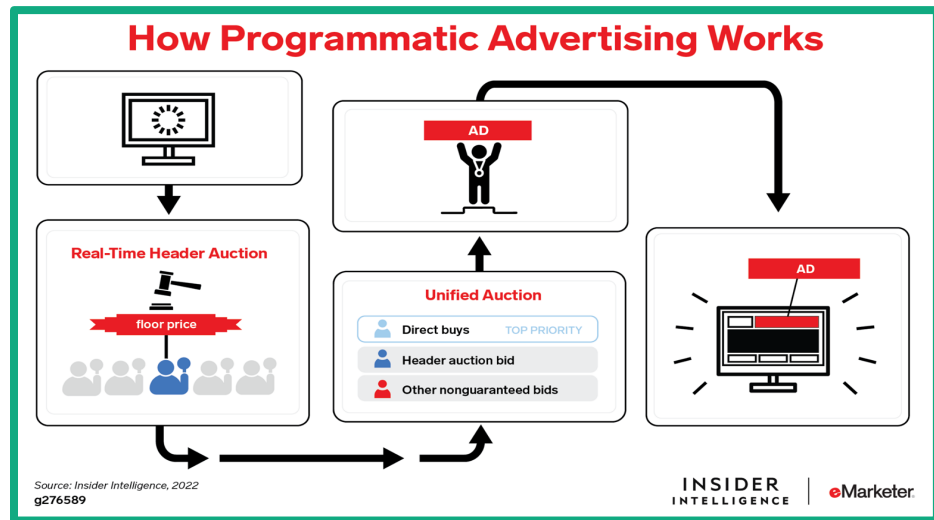 How Programmatic Advertising Works
Real-Time Header Auction
floor price
Unified Auction
Direct buys TOP PRIORITY
Header auction bid
Other nonguaranteed bids
AD
AD
Source: Insider Intelligence, 2022
g276589
INSIDER
INTELLIGENCE
eMarketer